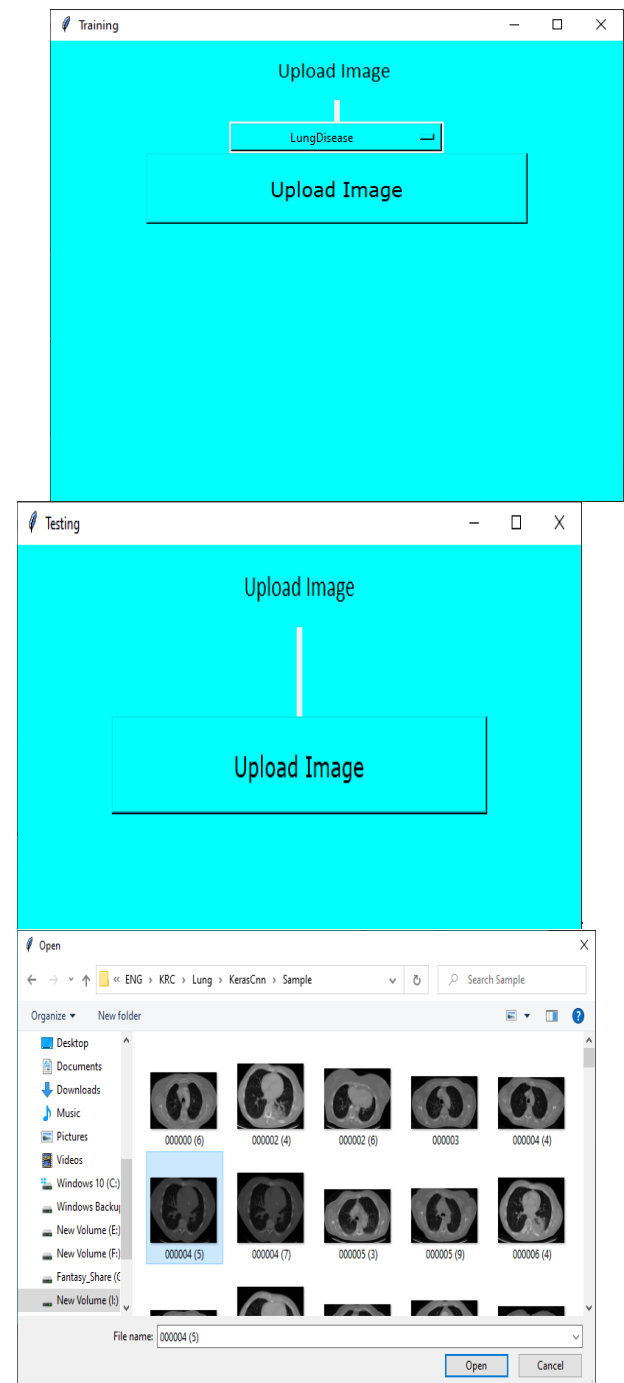 Training
Upload Image
LungDisease
Upload Image
Testing
Upload Image
Upload Image
Open
« ENG > KRC > Lung > KerasCnn > Sample
Search Sample
Organize
New folder
Desktop
Documents
Downloads
Music
Pictures
Videos
Windows 10 (C:)
Windows Backu
New Volume (E:)
New Volume (F:)
Fantasy_Share (G
New Volume (I:)
000000 (6) 000002 (4) 000002 (6) 000003 000004 (4)
000004 (5) 000004 (7) 000005 (3) 000005 (9) 000006 (4)
File name: 000004 (5)
Open Cancel